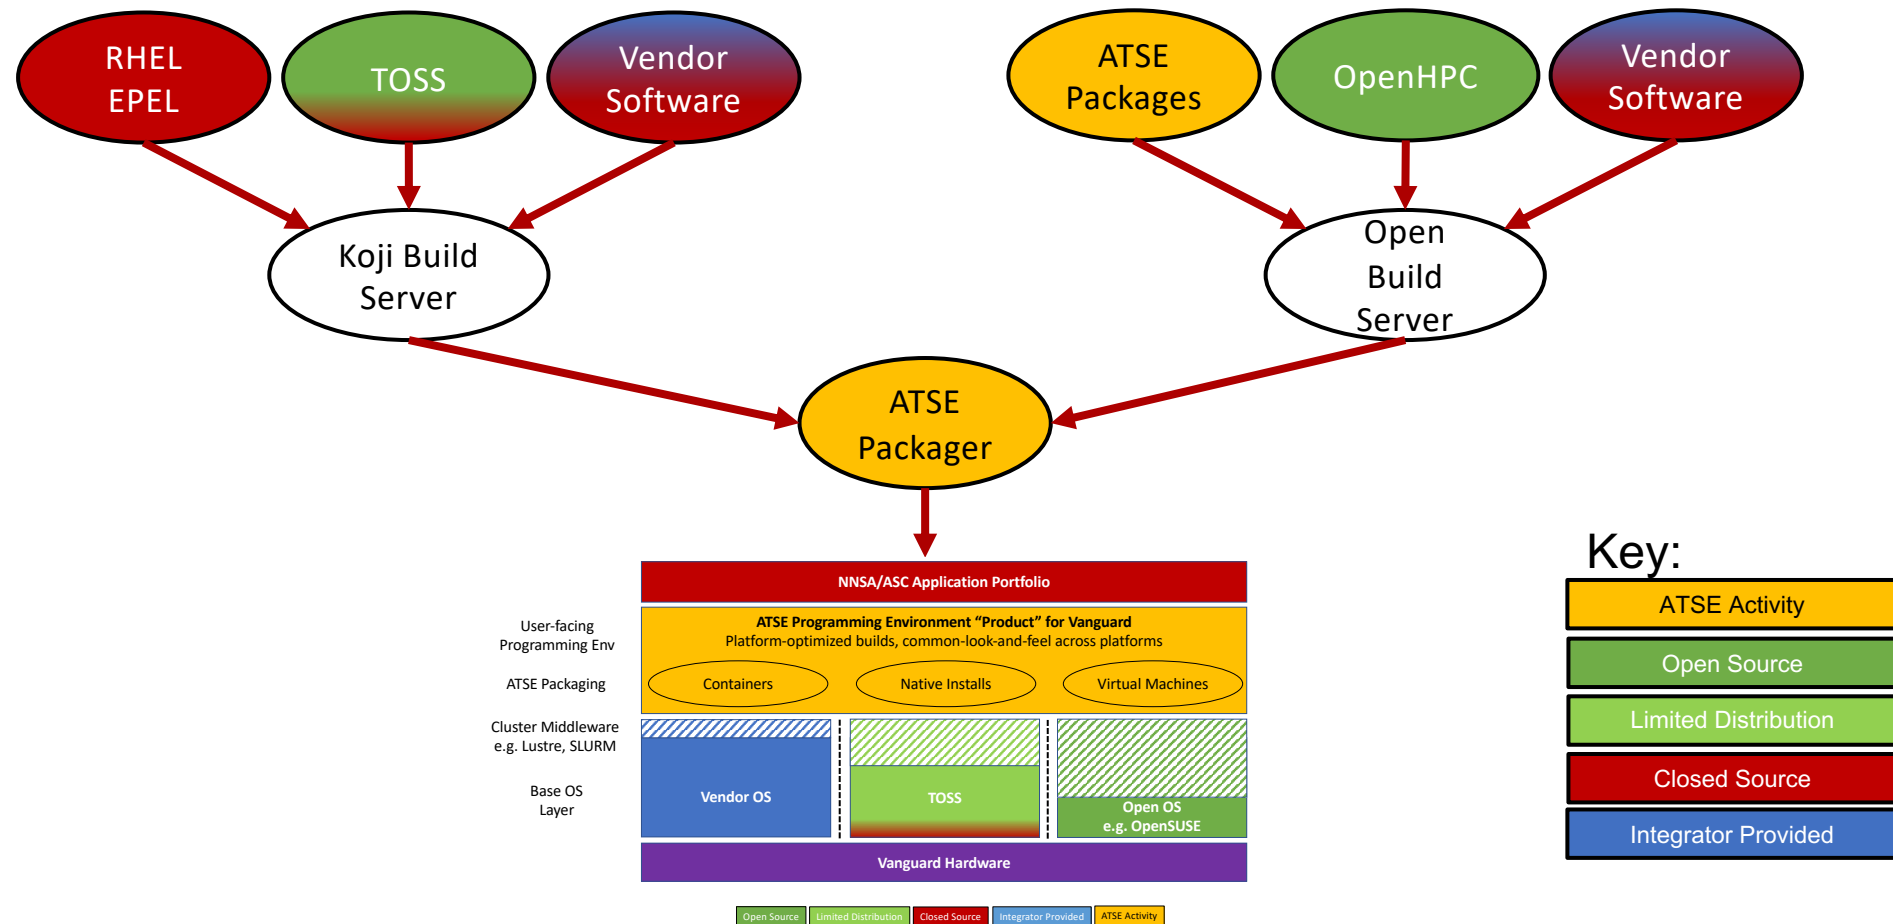 RHEL
EPEL
TOSS
Vendor
Software
ATSE
Packages
OpenHPC
Vendor
Software
Koji Build
Server
Open
Build
Server
ATSE
Packager
NNSA/ASC Application Portfolio
User-facing
Programming Env
ATSE Programming Environment “Product” for Vanguard
Platform-optimized builds, common-look-and-feel across platforms
ATSE Packaging
Containers
Native Installs
Virtual Machines
Cluster Middleware
e.g. Lustre, SLURM
Base OS
Layer
Vendor OS
TOSS
Open OS
e.g. OpenSUSE
Vanguard Hardware
Open Source
Limited Distribution
Closed Source
Integrator Provided
ATSE Activity
Key:
ATSE Activity
Open Source
Limited Distribution
Closed Source
Integrator Provided